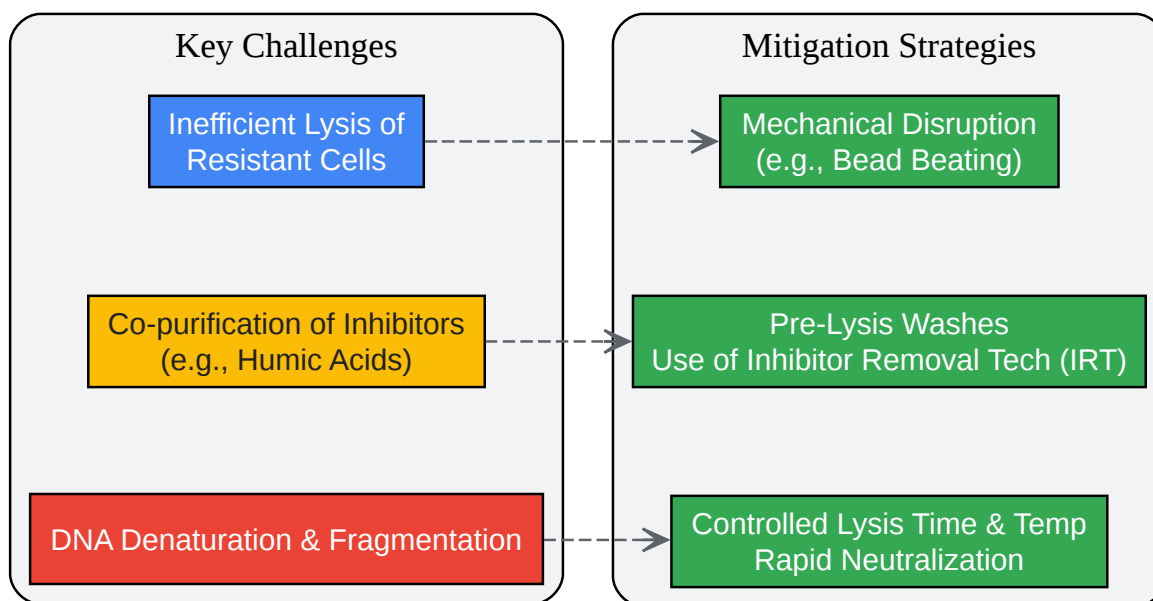 Key Challenges
Inefficient Lysis of
Resistant Cells
Co-purification of Inhibitors
(e.g., Humic Acids)
DNA Denaturation & Fragmentation
Mitigation Strategies
Mechanical Disruption
(e.g., Bead Beating)
Pre-Lysis Washes
Use of Inhibitor Removal Tech (IRT)
Controlled Lysis Time & Temp
Rapid Neutralization